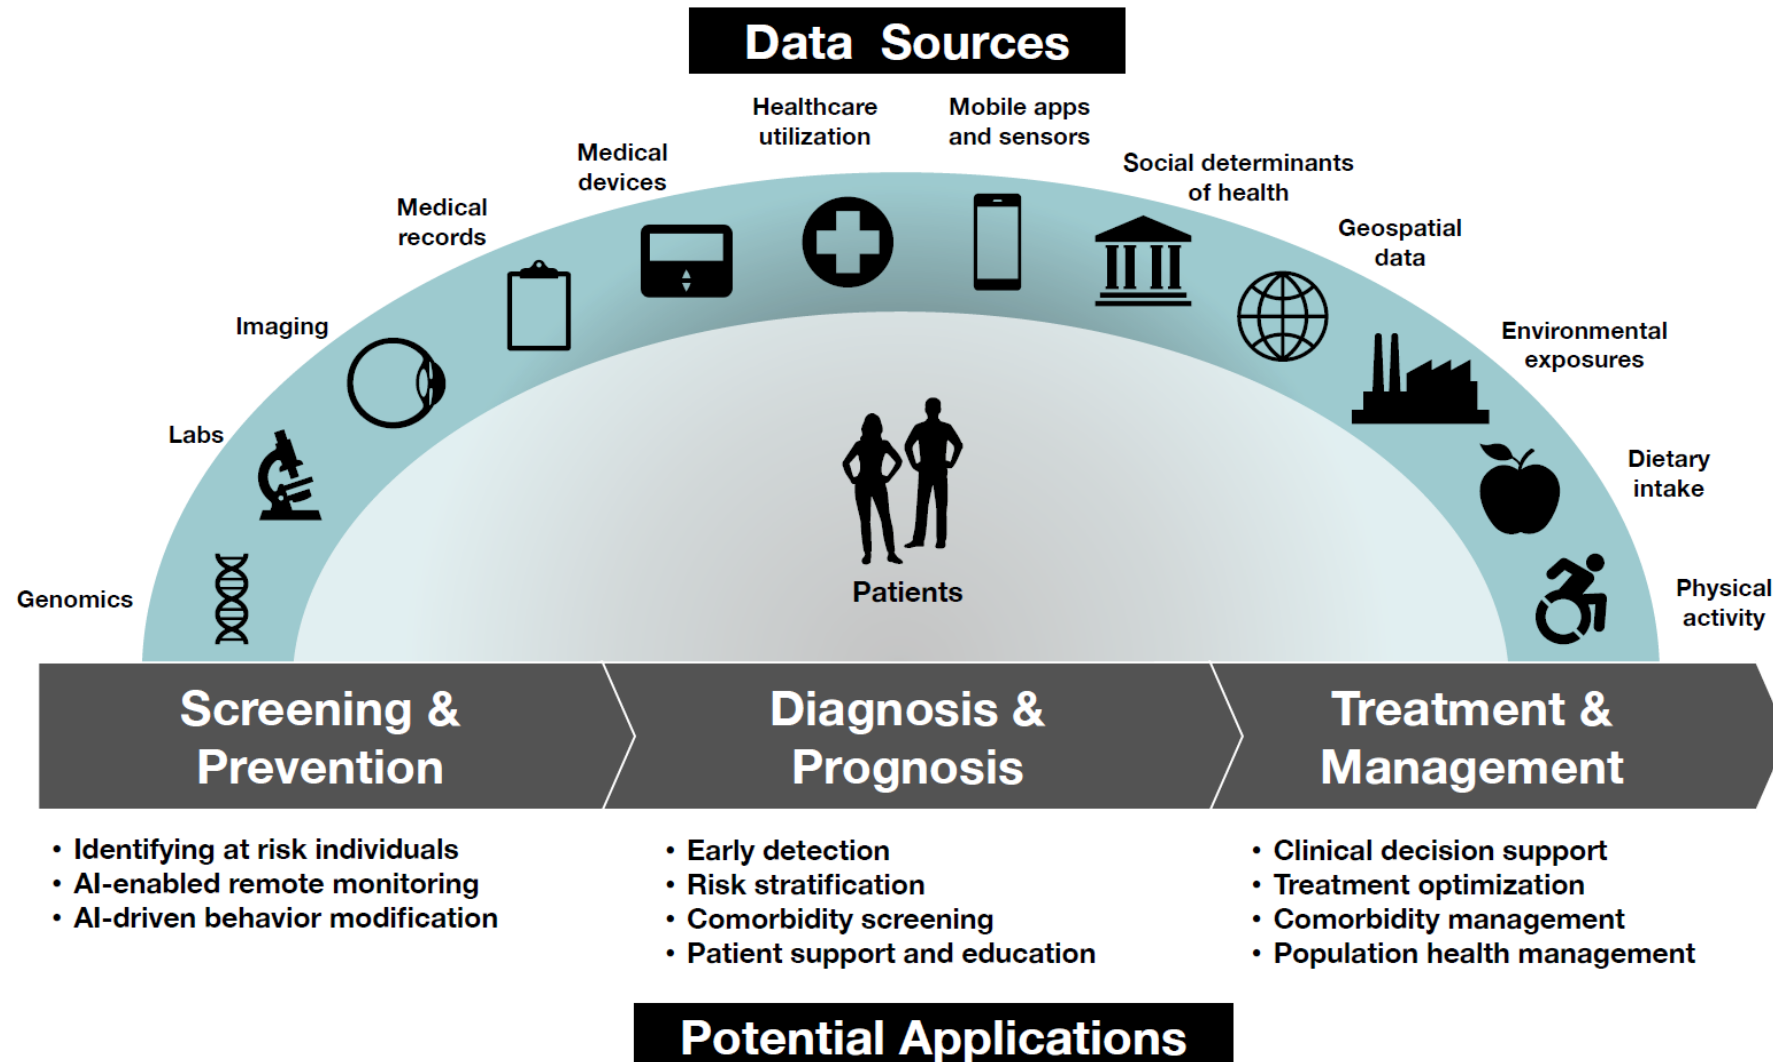 Data Sources
Healthcare
utilization
Mobile apps
and sensors
Medical
devices
Social determinants
of health
Medical
records
Geospatial
data
Imaging
Environmental
exposures
Labs
Dietary
intake
Genomics
Physical
activity
Patients
Screening &
Prevention
Diagnosis &
Prognosis
Treatment &
Management
• Identifying at risk individuals
• AI-enabled remote monitoring
• AI-driven behavior modification
• Early detection
• Risk stratification
• Comorbidity screening
• Patient support and education
• Clinical decision support
• Treatment optimization
• Comorbidity management
• Population health management
Potential Applications